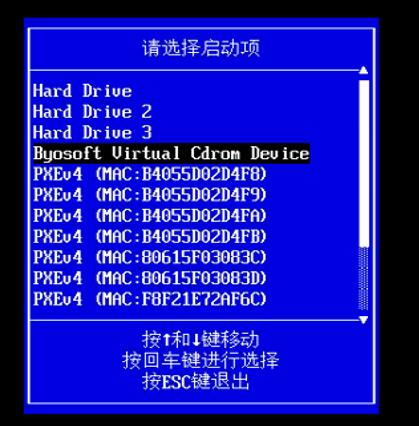 请选择启动项
Hard Drive
Hard Drive 2
Hard Drive 3
Byosoft Virtual Cdrom Device
PXEv4 (MAC:B4055D02D4F8)
PXEv4 (MAC:B4055D02D4F9)
PXEv4 (MAC:B4055D02D4FA)
PXEv4 (MAC:B4055D02D4FB)
PXEv4 (MAC:80615F03083C)
PXEv4 (MAC:80615F03083D)
PXEv4 (MAC:F8F21E72AF6C)
按↑和↓键移动
按回车键进行选择
按ESC键退出